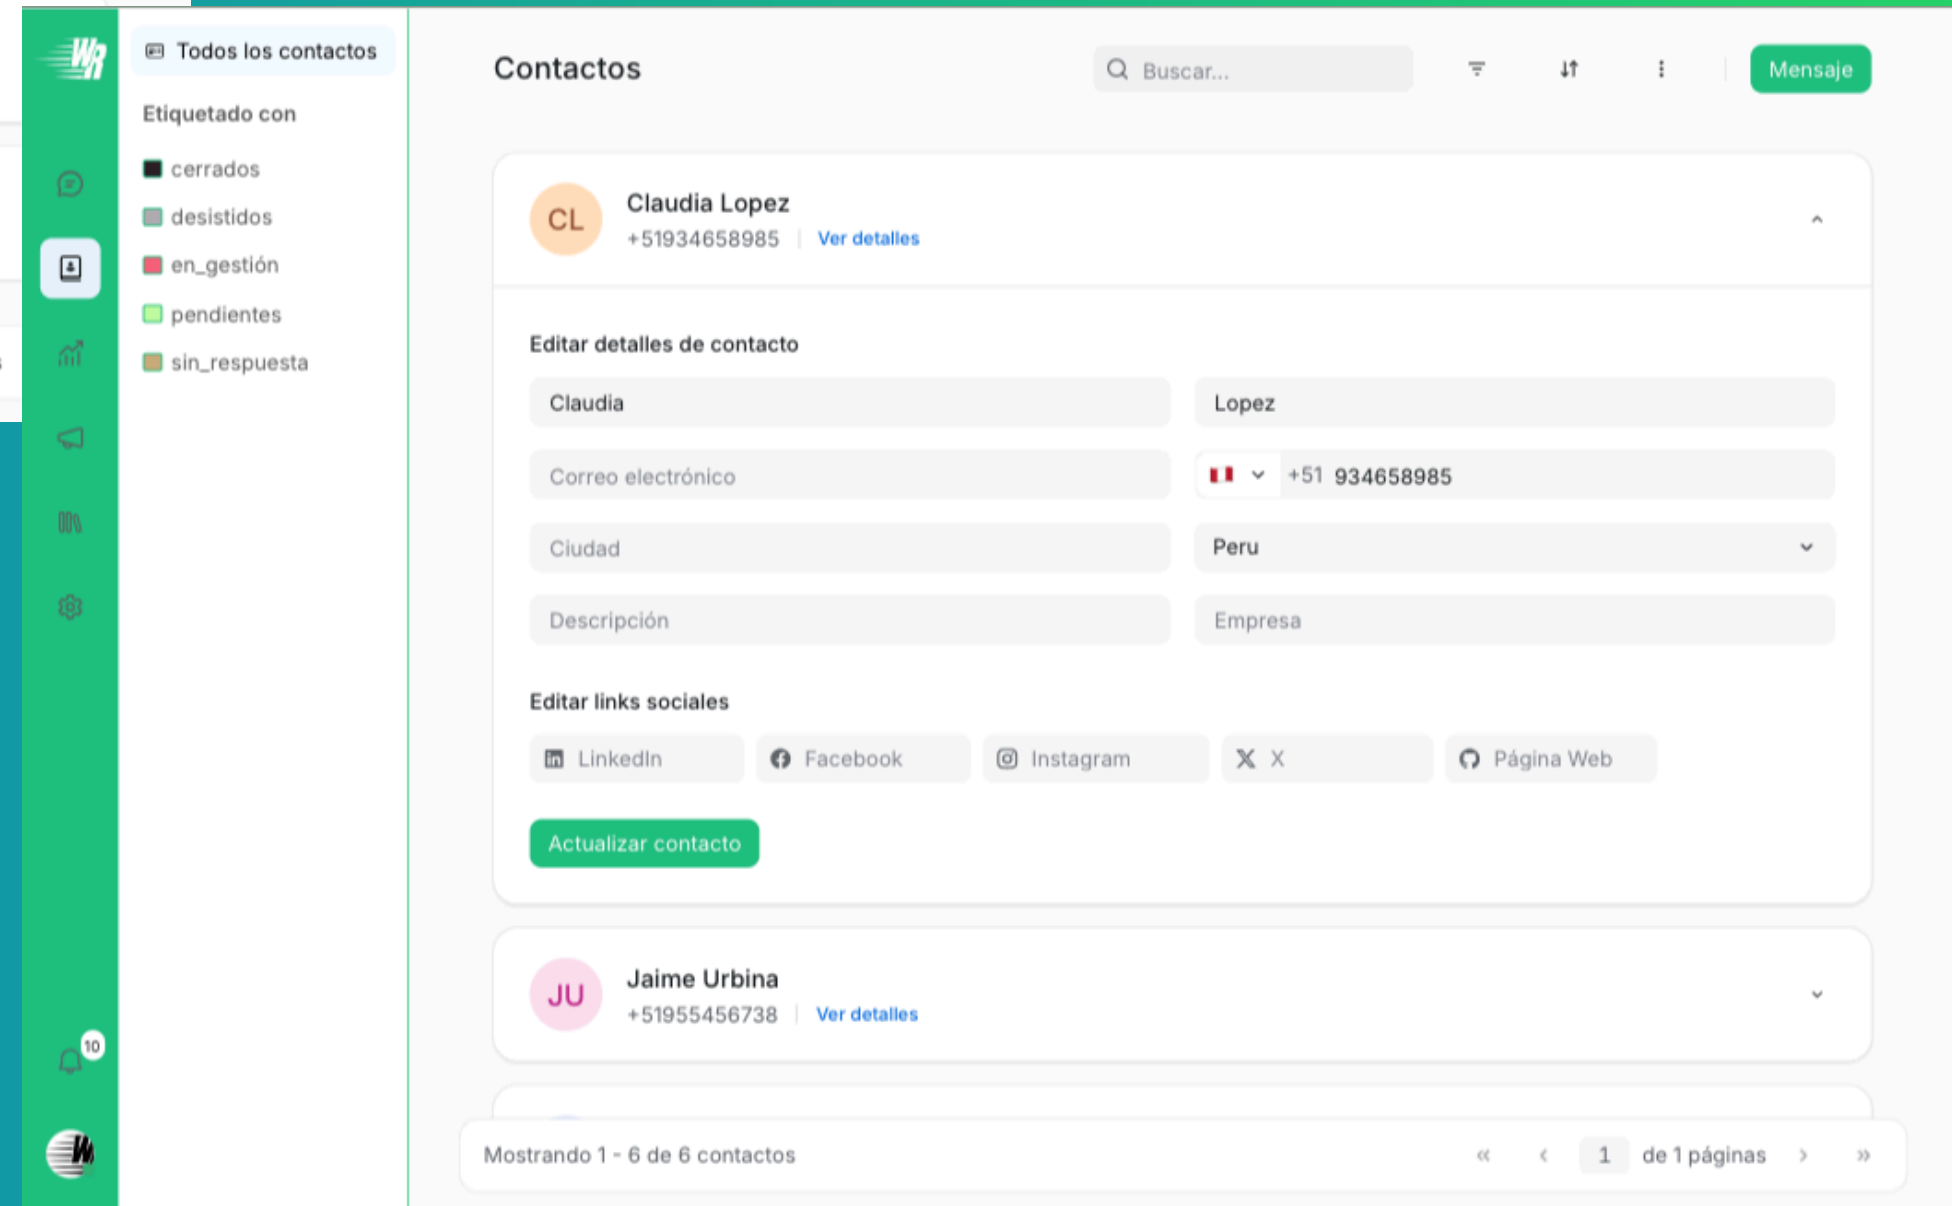 WR
Todos los contactos
Etiquetado con
cerrados
desistidos
en_gestión
pendientes
sin_respuesta
10
W
Contactos
Buscar...
Mensaje
CL
Claudia Lopez
+51934658985
Ver detalles
Editar detalles de contacto
Claudia
Lopez
Correo electrónico
+51 934658985
Ciudad
Peru
Descripción
Empresa
Editar links sociales
LinkedIn
Facebook
Instagram
X
Página Web
Actualizar contacto
JU
Jaime Urbina
+51955456738
Ver detalles
Mostrando 1 - 6 de 6 contactos
« ‹ 1 de 1 páginas › »